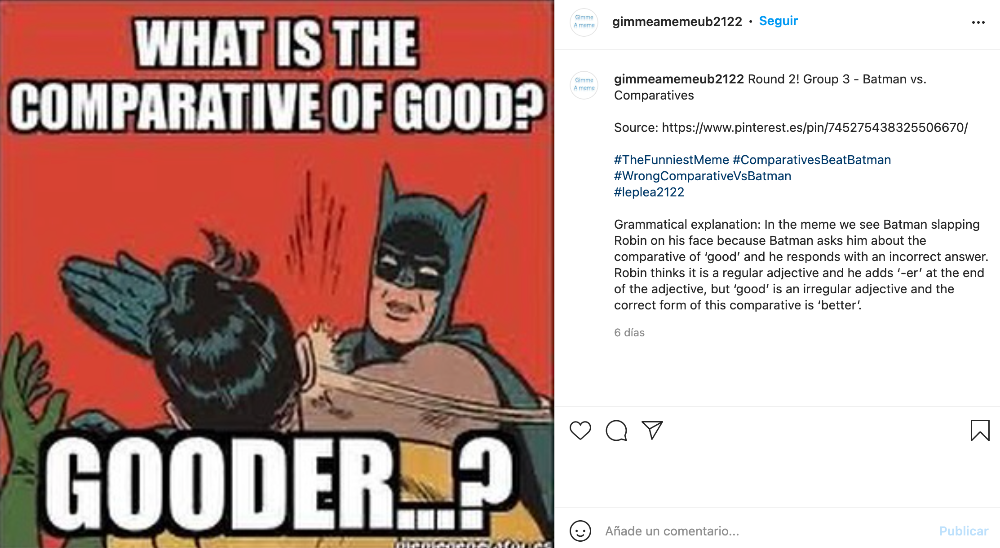 WHAT IS THE
COMPARATIVE OF GOOD?
GOODER...?
Gimme
A meme
gimmeamemeub2122 • Seguir
Gimme
A meme
gimmeamemeub2122 Round 2! Group 3 - Batman vs.
Comparatives
Source: https://www.pinterest.es/pin/745275438325506670/
#TheFunniestMeme #ComparativesBeatBatman
#WrongComparativeVsBatman
#leplea2122
Grammatical explanation: In the meme we see Batman slapping
Robin on his face because Batman asks him about the
comparative of ‘good’ and he responds with an incorrect answer.
Robin thinks it is a regular adjective and he adds ‘-er’ at the end
of the adjective, but ‘good’ is an irregular adjective and the
correct form of this comparative is ‘better’.
6 días
Añade un comentario...
Publicar